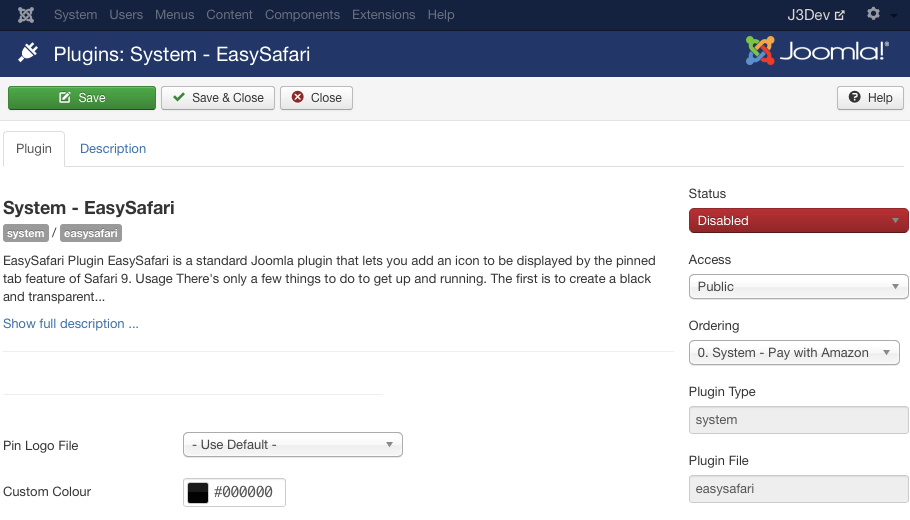 System Users Menus Content Components Extensions Help J3Dev
Plugins: System - EasySafari Joomla!®
Save Save & Close Close Help
Plugin Description
System - EasySafari
system / easysafari
EasySafari Plugin EasySafari is a standard Joomla plugin that lets you add an icon to be displayed by the pinned
tab feature of Safari 9. Usage There's only a few things to do to get up and running. The first is to create a black
and transparent...
Show full description ...
Pin Logo File - Use Default -
Custom Colour #000000
Status
Disabled
Access
Public
Ordering
0. System - Pay with Amazon
Plugin Type
system
Plugin File
easysafari